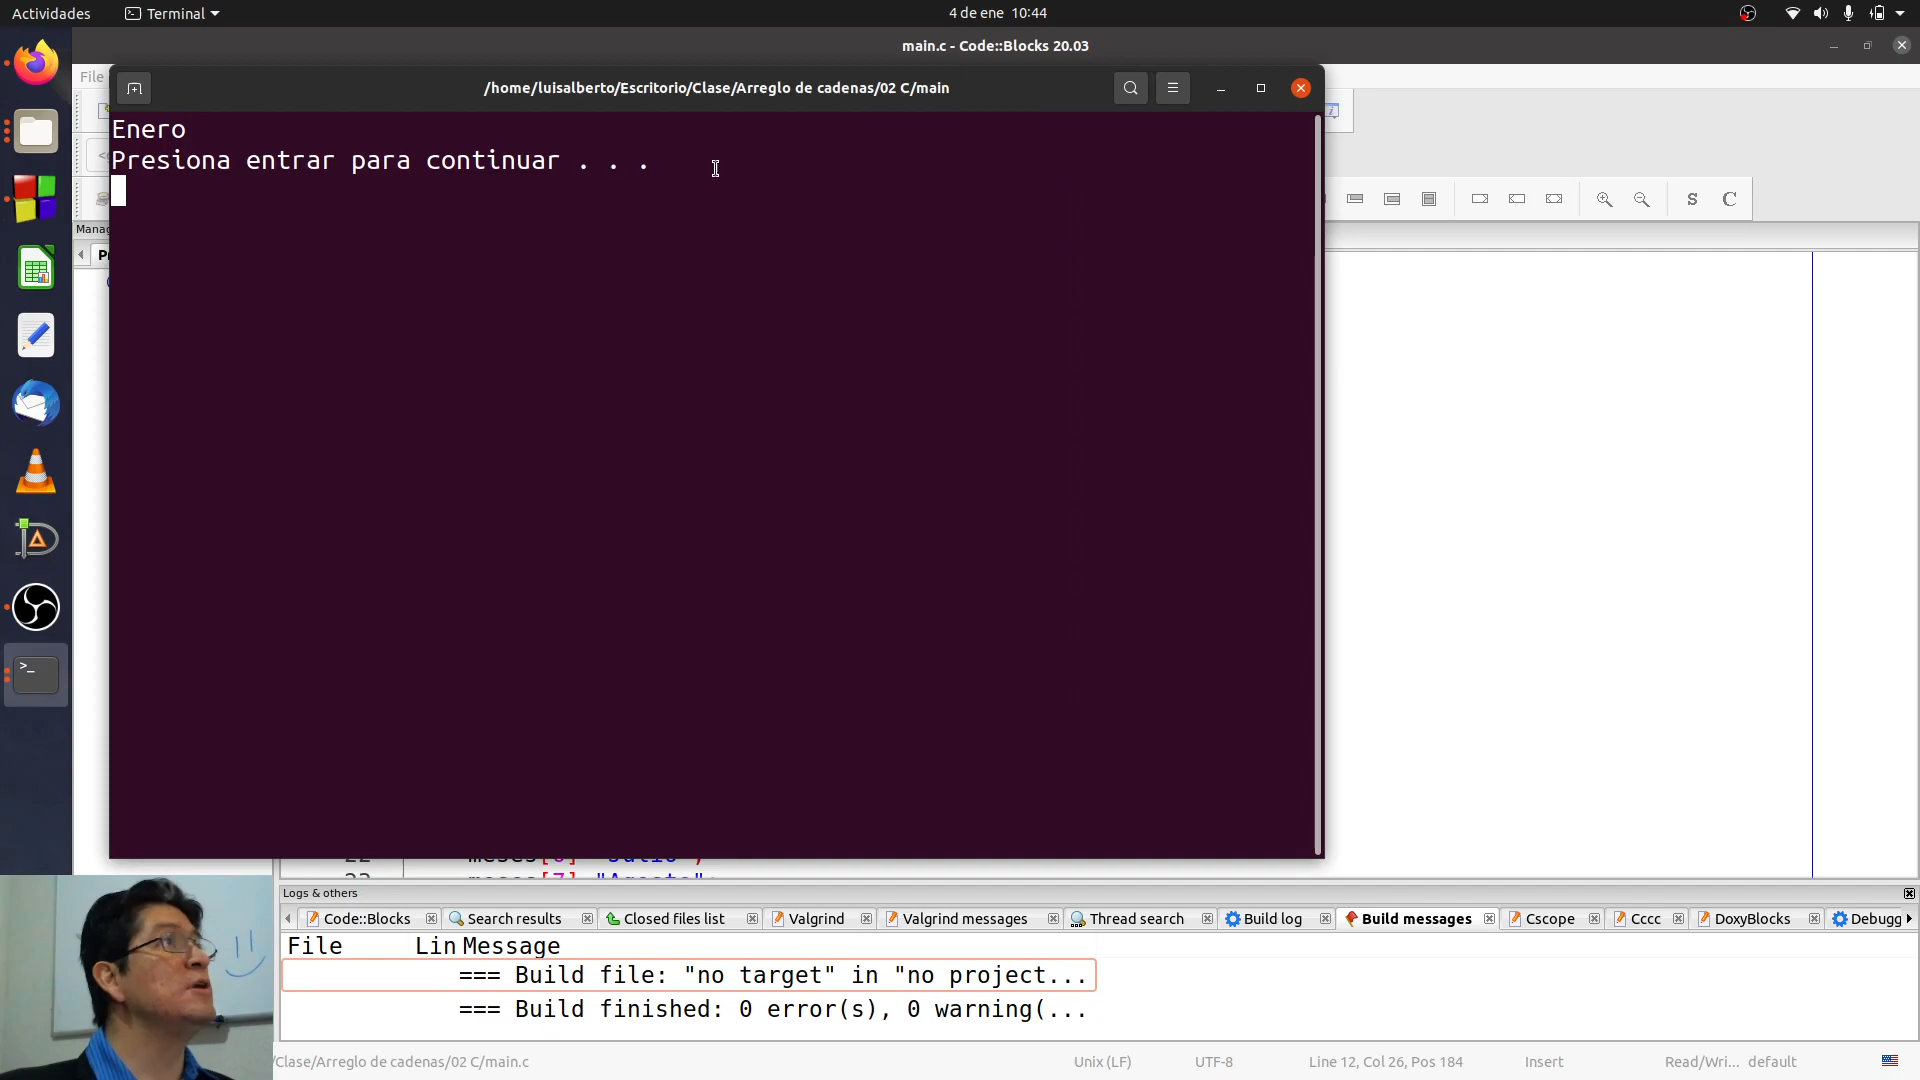 Actividades
Terminal
4 de ene 10:44
main.c - Code::Blocks 20.03
File
/home/luisalberto/Escritorio/Clase/Arreglo de cadenas/02 C/main
Enero
Presiona entrar para continuar . . .
S
C
Manag
Logs & others
Code::Blocks
Search results
Closed files list
Valgrind
Valgrind messages
Thread search
Build log
Build messages
Cscope
Cccc
DoxyBlocks
Debugg
File Lin Message
=== Build file: "no target" in "no project...
=== Build finished: 0 error(s), 0 warning(...
/Clase/Arreglo de cadenas/02 C/main.c
Unix (LF)
UTF-8
Line 12, Col 26, Pos 184
Insert
Read/Wri...
default